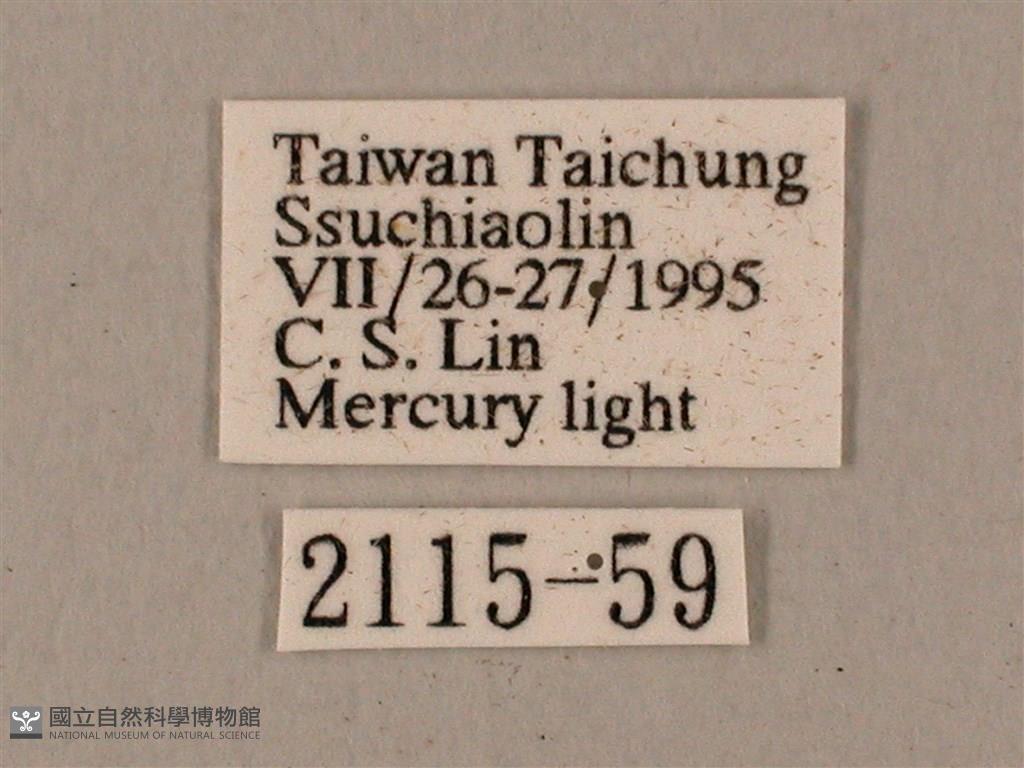 Taiwan Taichung
Ssuchiaolin
VII/26-27/1995
C. S. Lin
Mercury light
2115-59
國立自然科學博物館
NATIONAL MUSEUM OF NATURAL SCIENCE